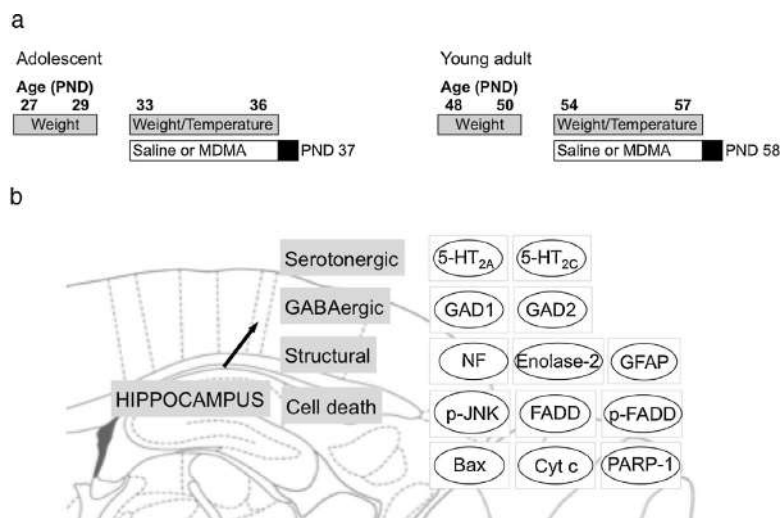 a
Adolescent
Young adult
Age (PND)
Age (PND)
27 29 33 36
48 50 54 57
Weight
Weight/Temperature
Weight
Weight/Temperature
Saline or MDMA
PND 37
Saline or MDMA
PND 58
b
Serotonergic
5-HT2A
5-HT2C
GABAergic
GAD1
GAD2
Structural
NF
Enolase-2
GFAP
HIPPOCAMPUS
Cell death
p-JNK
FADD
p-FADD
Bax
Cyt c
PARP-1